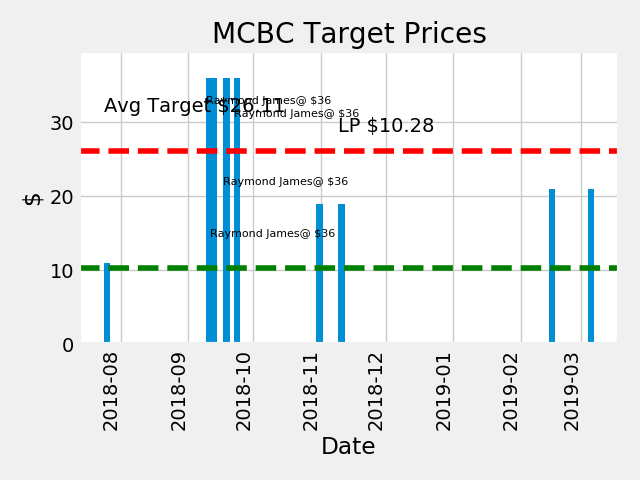 MCBC Target Prices
Raymond James@ $36
Avg Target $26.11
Raymond James@ $36
LP $10.28
Raymond James@ $36
Raymond James@ $36
$
30
20
10
0
2018-08
2018-09
2018-10
2018-11
2018-12
2019-01
2019-02
2019-03
Date